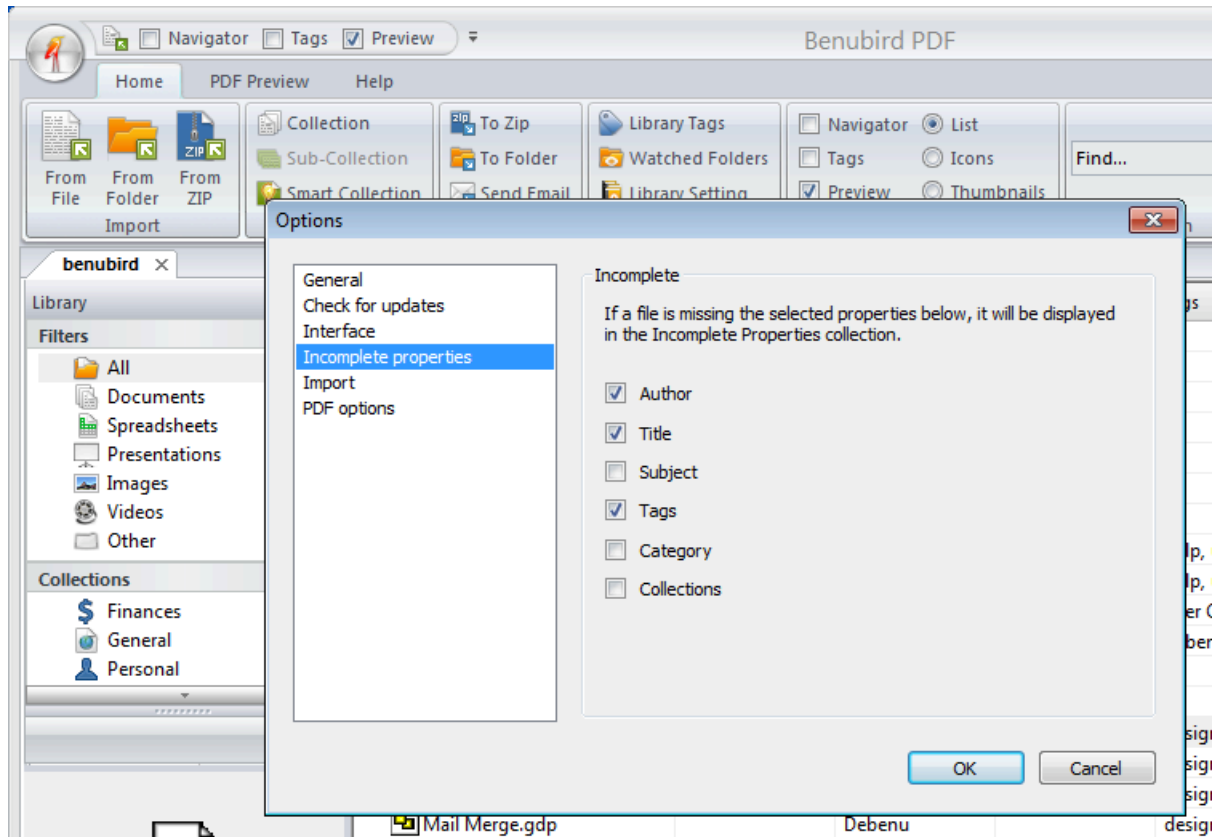 Navigator Tags Preview
Benubird PDF
Home PDF Preview Help
From File
From Folder
ZIP
From ZIP
Import
Collection
Sub-Collection
Smart Collection
ZIP
To Zip
To Folder
Send Email
Library Tags
Watched Folders
Library Setting
Navigator
Tags
Preview
List
Icons
Thumbnails
Find...
benubird
Library
Filters
All
Documents
Spreadsheets
Presentations
Images
Videos
Other
Collections
Finances
General
Personal
Options
General
Check for updates
Interface
Incomplete properties
Import
PDF options
Incomplete
If a file is missing the selected properties below, it will be displayed
in the Incomplete Properties collection.
Author
Title
Subject
Tags
Category
Collections
OK Cancel
Mail Merge.gdp Debenu